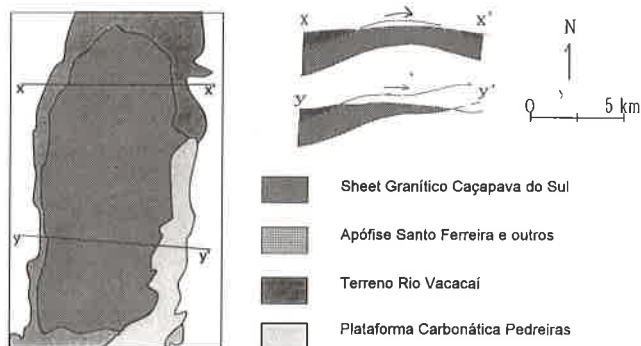 X X'
N
x x'
y y'
0 5 km
Sheet Granítico Caçapava do Sul
Apófise Santo Ferreira e outros
y y'
Terreno Rio Vacacaí
Plataforma Carbonática Pedreiras